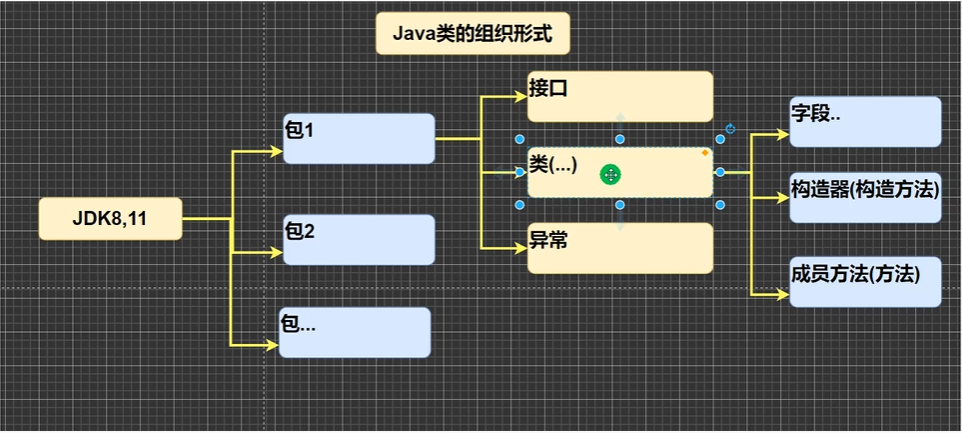 Java类的组织形式
JDK8,11
包1
包2
包...
接口
类(...)
异常
字段..
构造器(构造方法)
成员方法(方法)